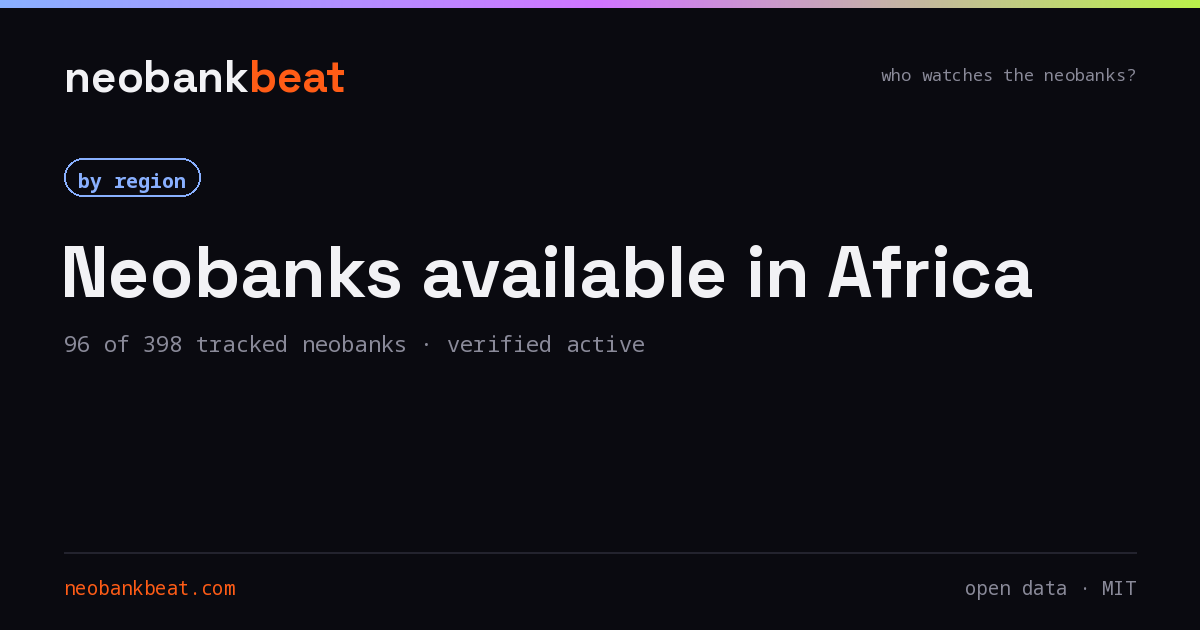 neobankbeat
who watches the neobanks?
by region
Neobanks available in Africa
96 of 398 tracked neobanks · verified active
neobankbeat.com
open data · MIT